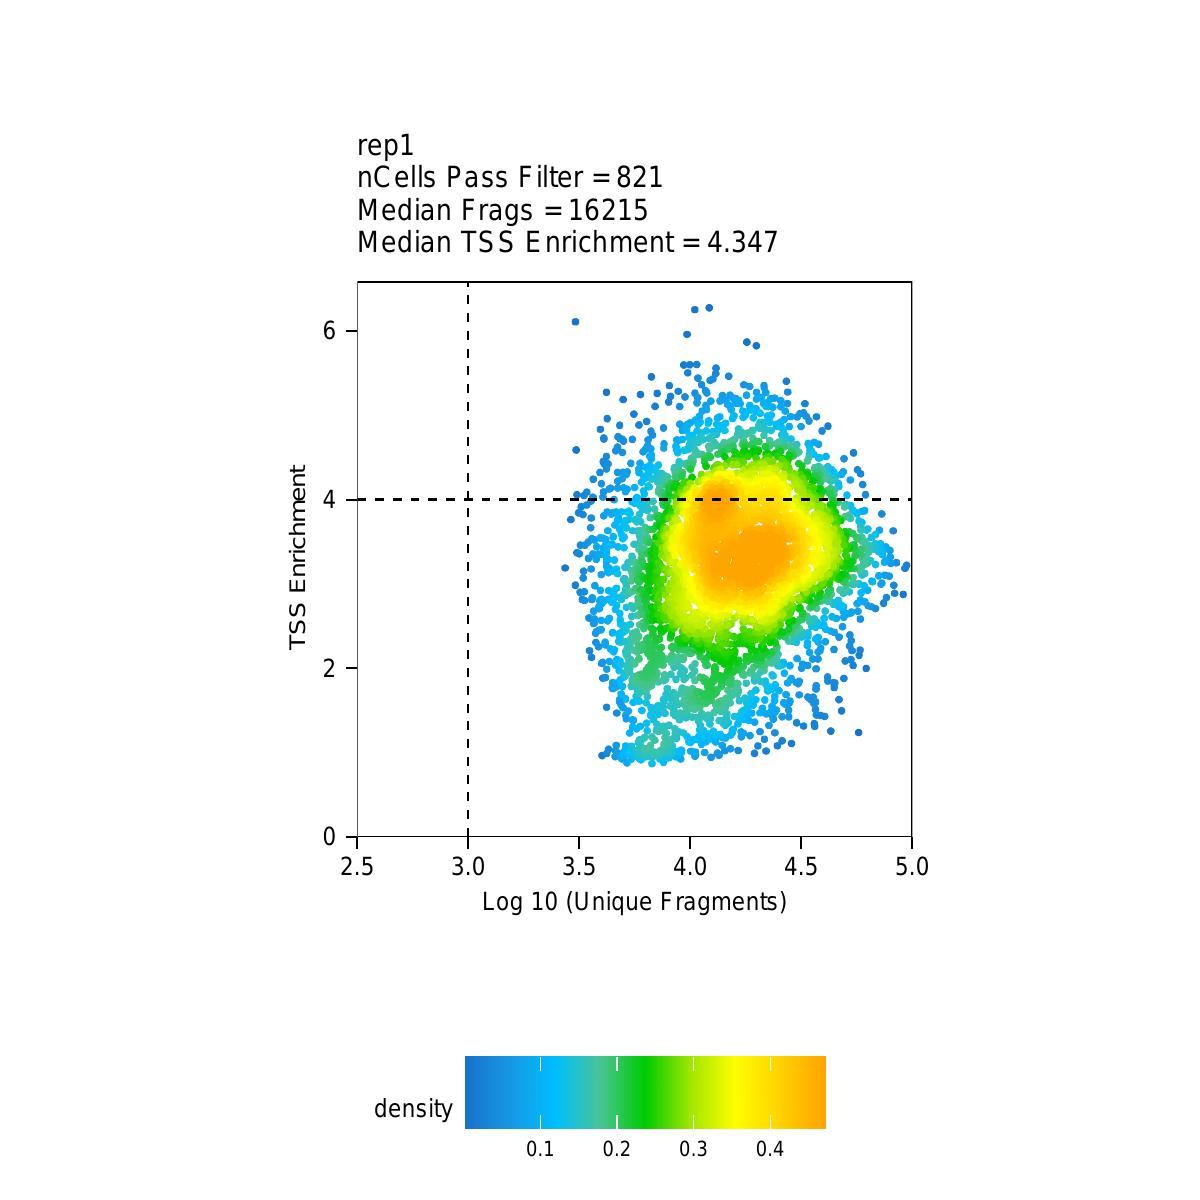 rep1
nCells Pass Filter = 821
Median Frags = 16215
Median TSS Enrichment = 4.347
6
4
2
0
TSS Enrichment
2.5 3.0 3.5 4.0 4.5 5.0
Log 10 (Unique Fragments)
density
0.1 0.2 0.3 0.4